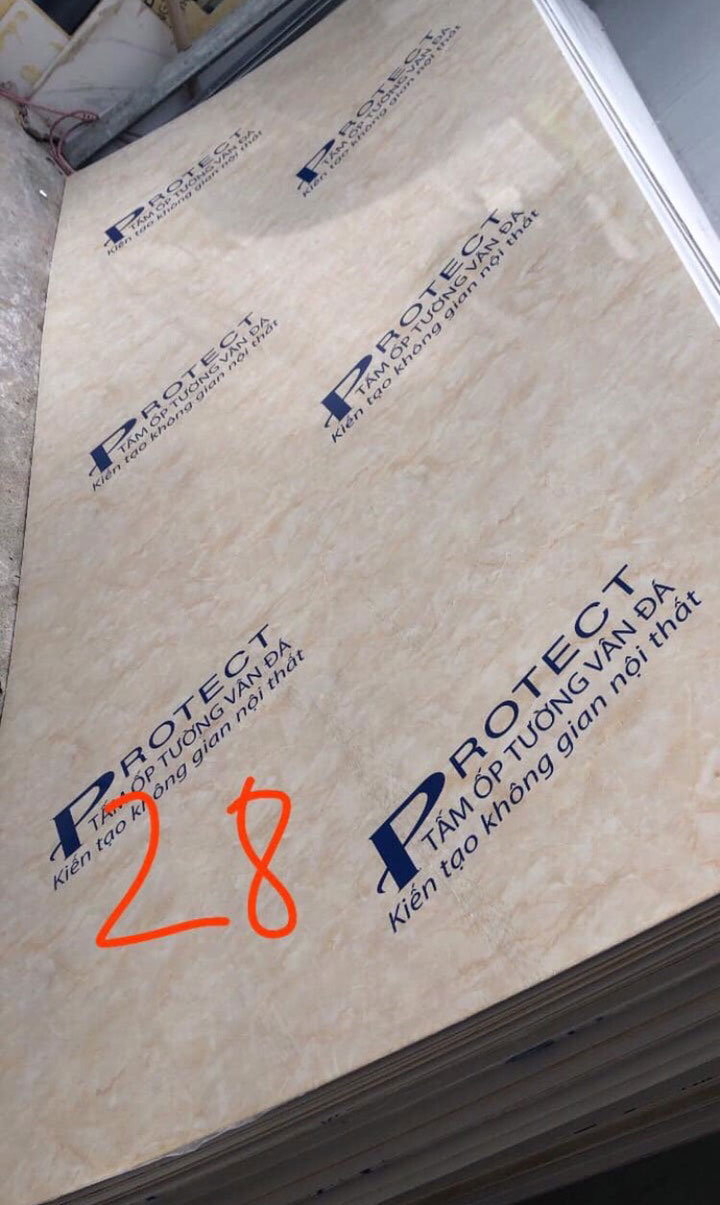 PROTECT
TẤM ỐP TƯỜNG VÂN ĐÁ
Kiến tạo không gian nội thất
PROTECT
TẤM ỐP TƯỜNG VÂN ĐÁ
Kiến tạo không gian nội thất
PROTECT
TẤM ỐP TƯỜNG VÂN ĐÁ
Kiến tạo không gian nội thất
PROTECT
TẤM ỐP TƯỜNG VÂN ĐÁ
Kiến tạo không gian nội thất
PROTECT
TẤM ỐP TƯỜNG VÂN ĐÁ
Kiến tạo không gian nội thất
PROTECT
TẤM ỐP TƯỜNG VÂN ĐÁ
Kiến tạo không gian nội thất
28